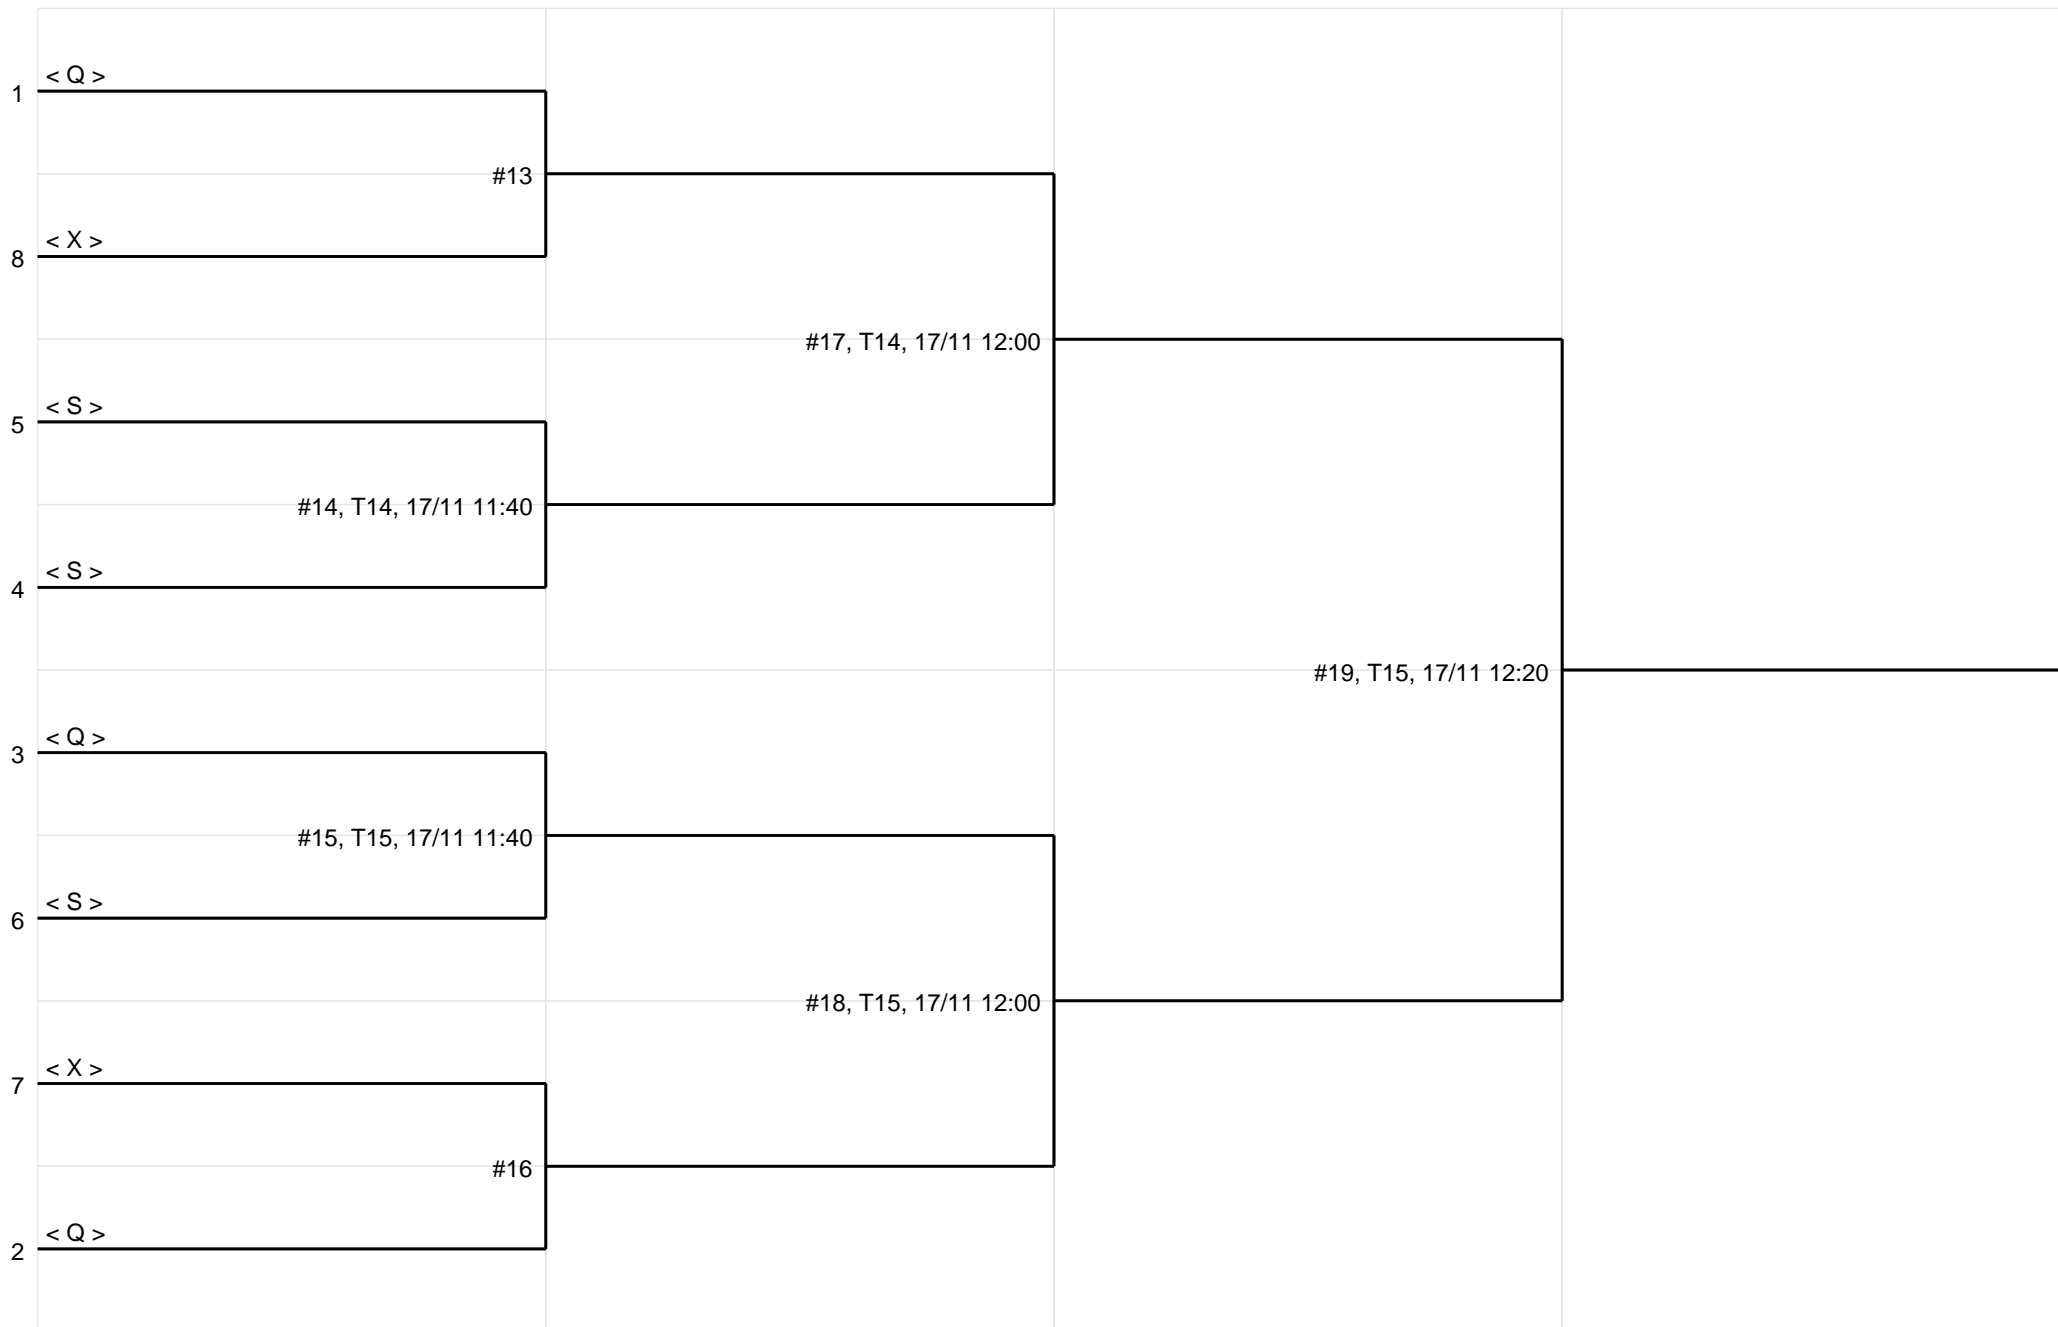 < Q >
1
#13
< X >
8
#17, T14, 17/11 12:00
< S >
5
#14, T14, 17/11 11:40
< S >
4
#19, T15, 17/11 12:20
< Q >
3
#15, T15, 17/11 11:40
< S >
6
#18, T15, 17/11 12:00
< X >
7
#16
< Q >
2